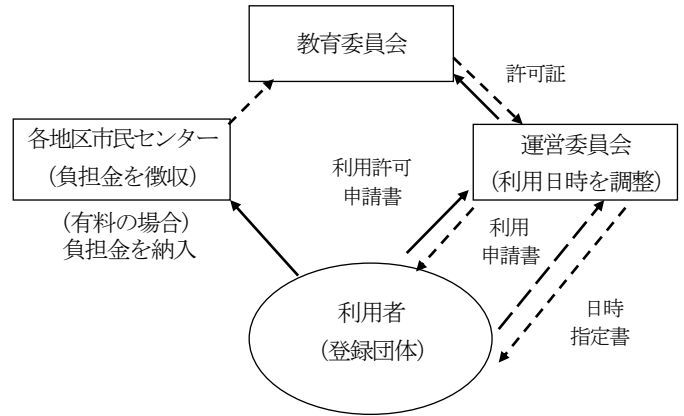 教育委員会
許可証
各地区市民センター
(負担金を徴収)
運営委員会
(利用日時を調整)
利用許可
申請書
(有料の場合)
負担金を納入
利用
申請書
利用者
(登録団体)
日時
指定書